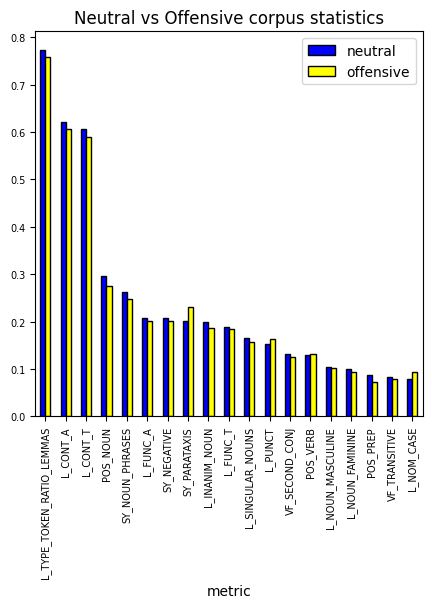 Neutral vs Offensive corpus statistics
neutral
offensive
0.8
0.7
0.6
0.5
0.4
0.3
0.2
0.1
0.0
L_TYPE_TOKEN_RATIO_LEMMAS
L_CONT_A
L_CONT_T
POS_NOUN
SY_NOUN_PHRASES
L_FUNC_A
SY_NEGATIVE
SY_PARATAXIS
L_INANIM_NOUN
L_FUNC_T
L_SINGULAR_NOUNS
L_PUNCT
VF_SECOND_CONJ
POS_VERB
L_NOUN_MASCULINE
L_NOUN_FAMININE
POS_PREP
VF_TRANSITIVE
L_NOM_CASE
metric